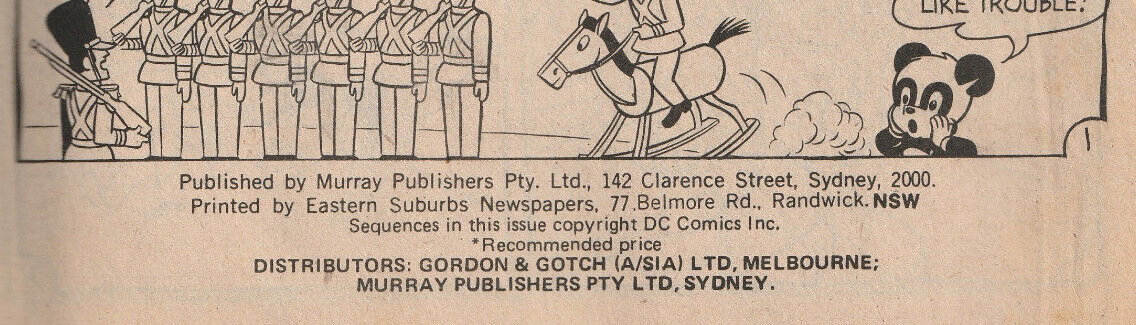 LIKE TROUBLE!
1
Published by Murray Publishers Pty. Ltd., 142 Clarence Street, Sydney, 2000.
Printed by Eastern Suburbs Newspapers, 77.Belmore Rd., Randwick. NSW
Sequences in this issue copyright DC Comics Inc.
*Recommended price
DISTRIBUTORS: GORDON & GOTCH (A/SIA) LTD, MELBOURNE;
MURRAY PUBLISHERS PTY LTD, SYDNEY.